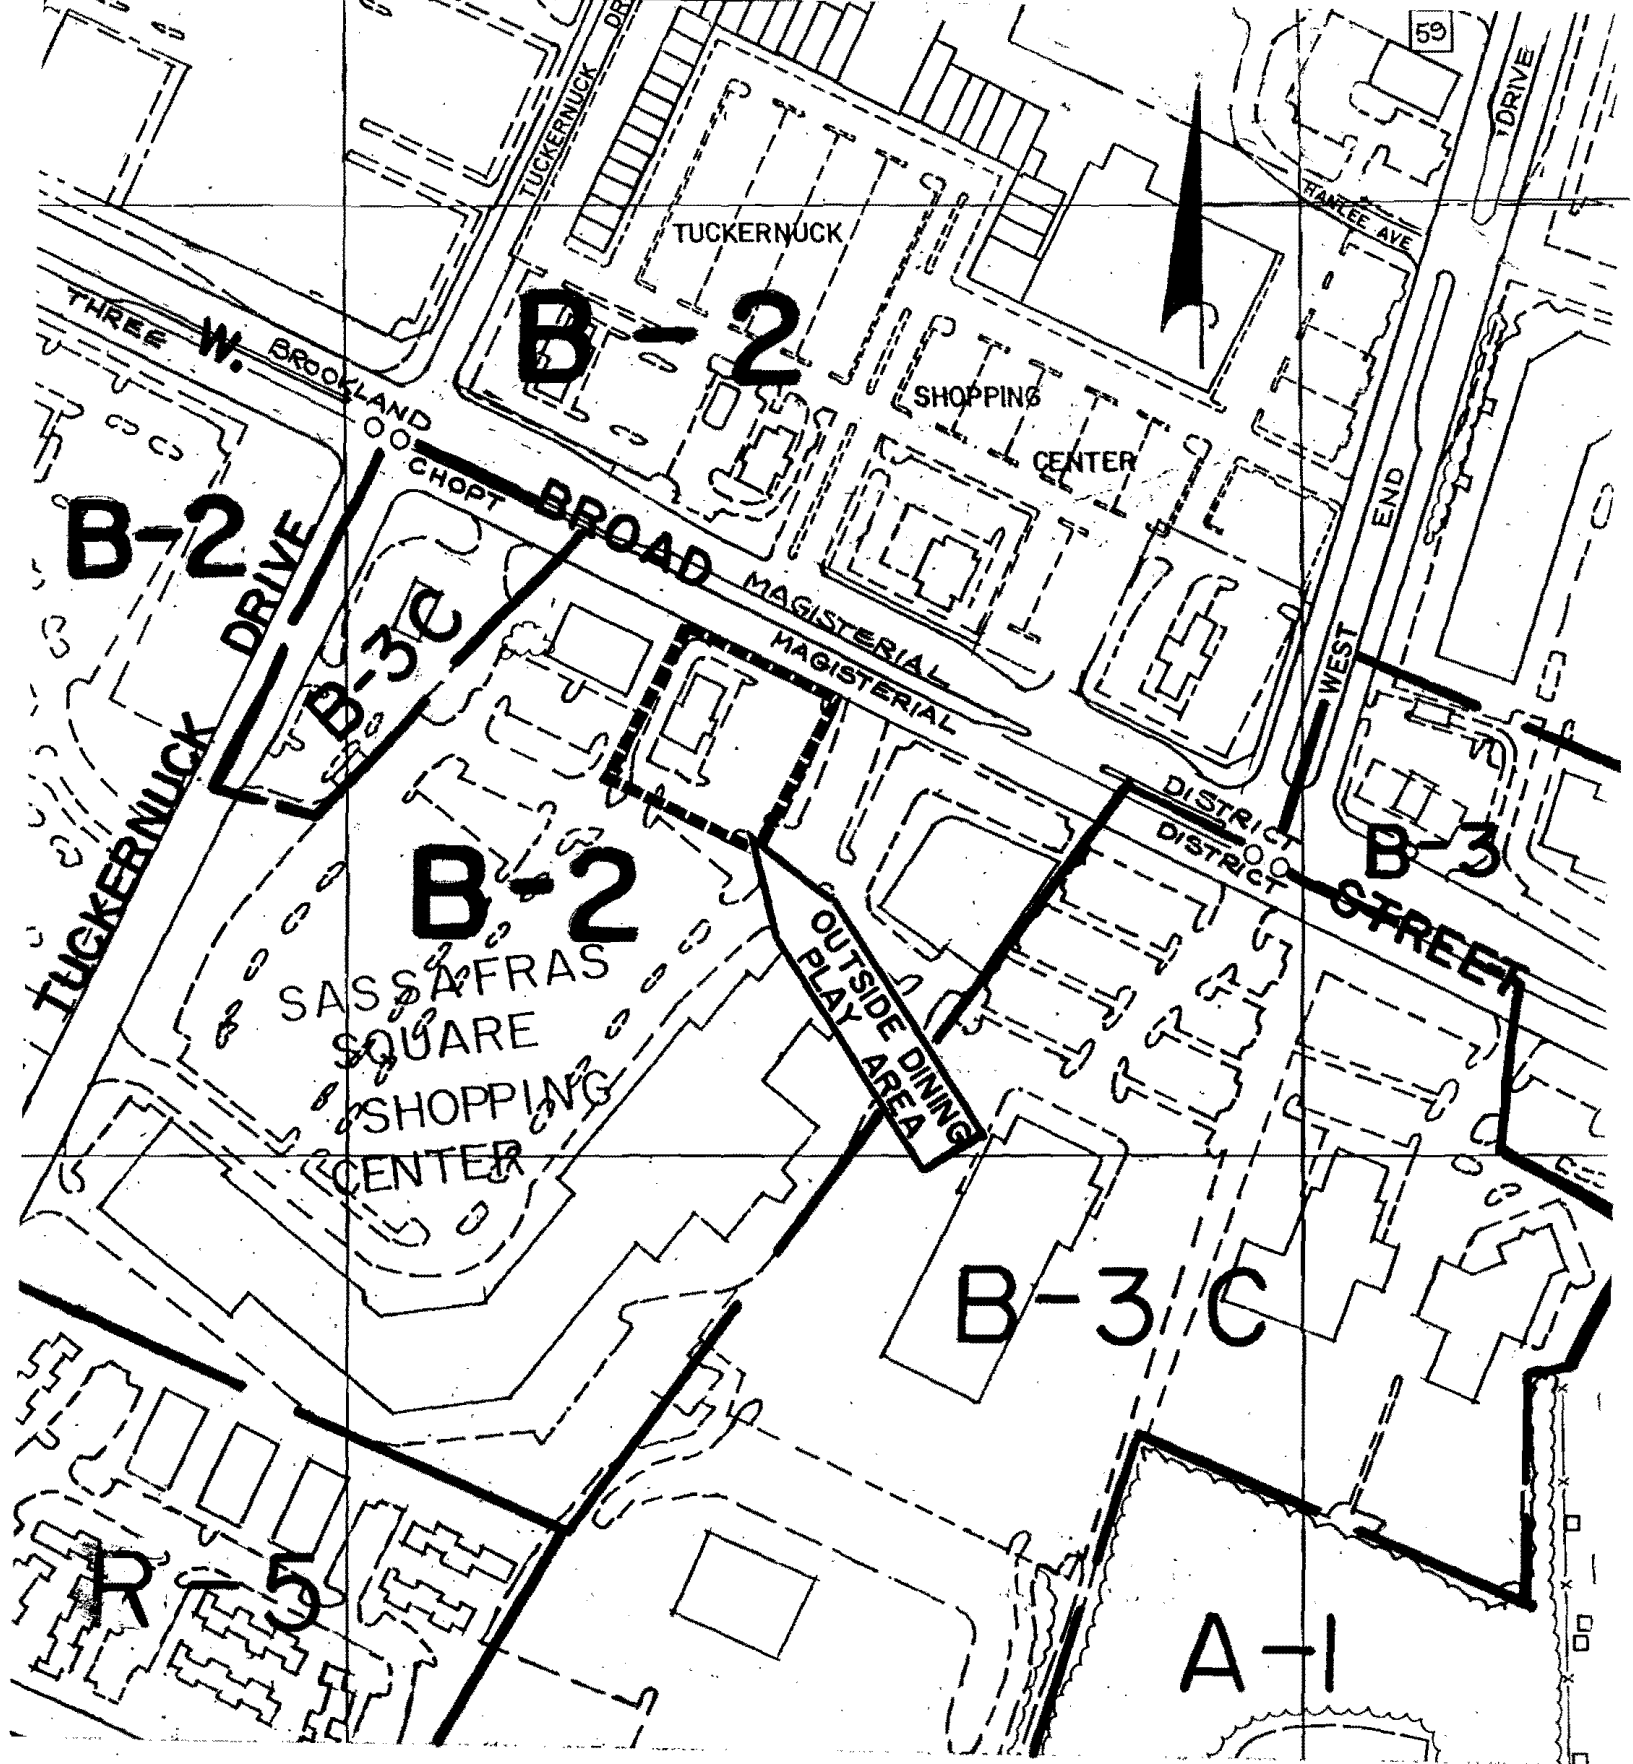 59
DR
DRIVE
TUCKERNUCK
HANLEE AVE
TUCKERNUCK
B-2
THREE
W.
BROOKLAND
SHOPPING
CENTER
CHOPT
BROAD
END
B-2
DRIVE
MAGISTERIAL
MAGISTERIAL
B-3C
WEST
TUCKERNUCK
DISTRICT
DISTRICT
B-3
STREET
B-2
OUTSIDE DINING
PLAY AREA
SASSAFRAS
SQUARE
SHOPPING
CENTER
B-3 C
R-5
A-1